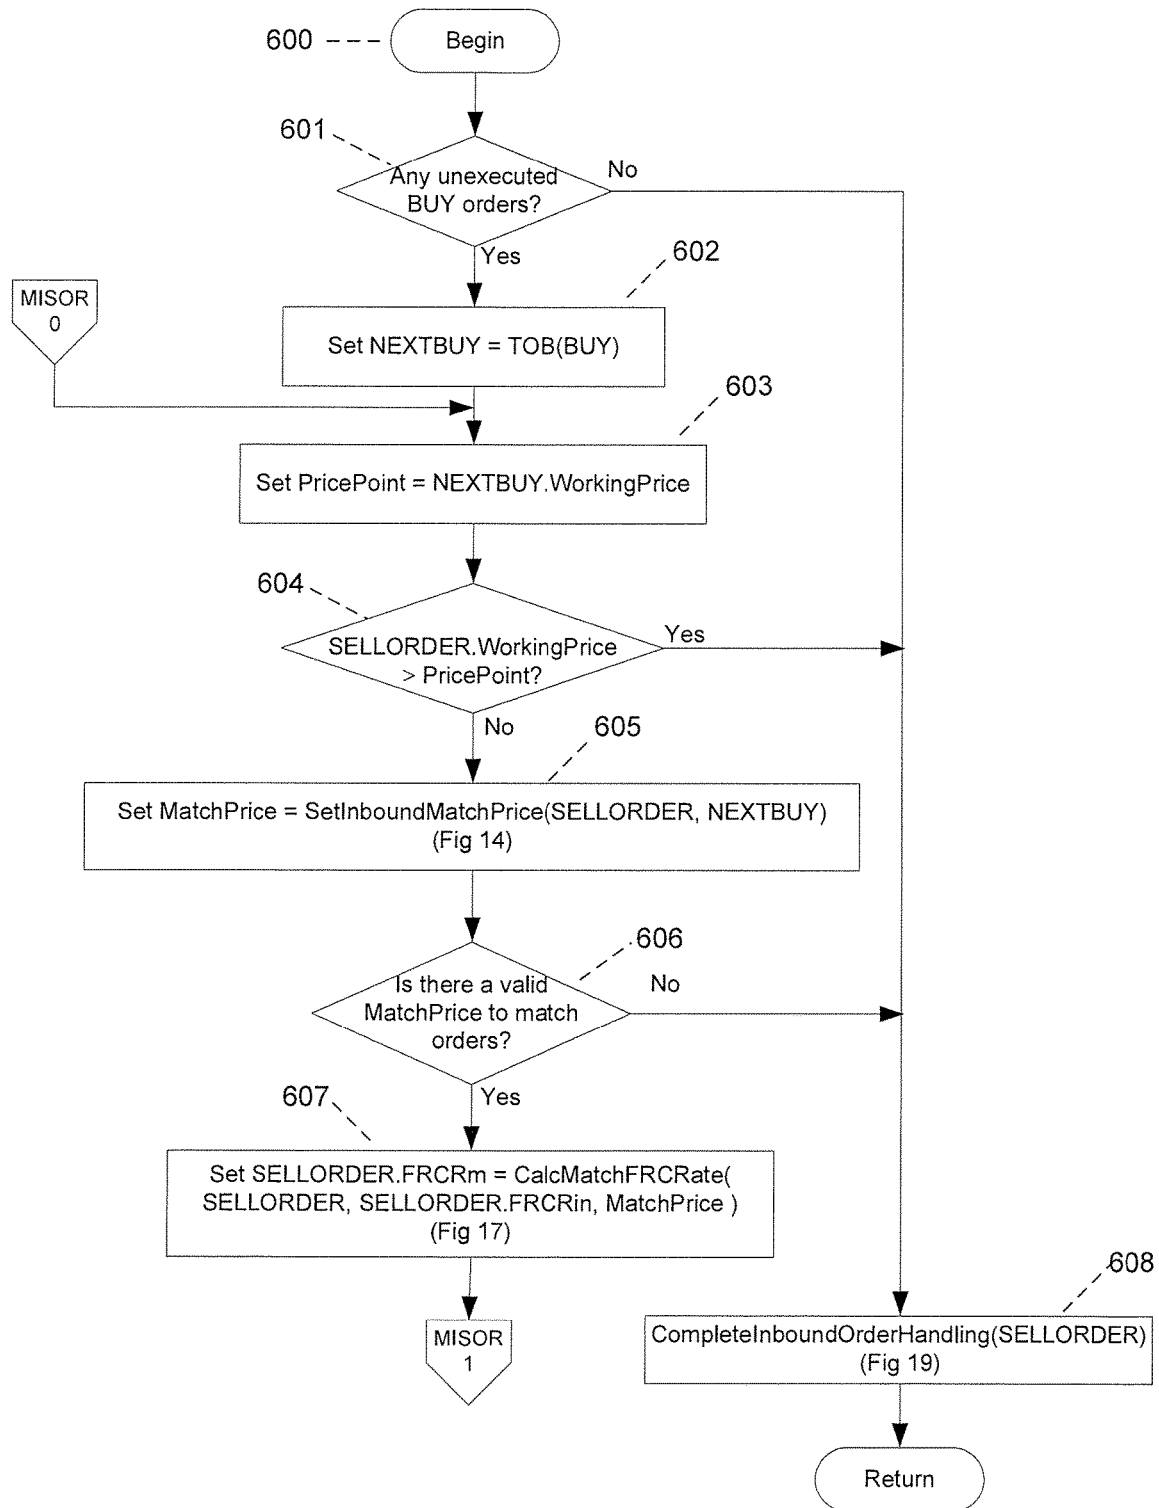 600
Begin
601
Any unexecuted
BUY orders?
No
Yes
602
MISOR
0
Set NEXTBUY = TOB(BUY)
603
Set PricePoint = NEXTBUY.WorkingPrice
604
SELLORDER.WorkingPrice
> PricePoint?
Yes
No
605
Set MatchPrice = SetInboundMatchPrice(SELLORDER, NEXTBUY)
(Fig 14)
606
Is there a valid
MatchPrice to match
orders?
No
Yes
607
Set SELLORDER.FRCRm = CalcMatchFRCRate(
SELLORDER, SELLORDER.FRCRin, MatchPrice )
(Fig 17)
608
MISOR
1
CompleteInboundOrderHandling(SELLORDER)
(Fig 19)
Return